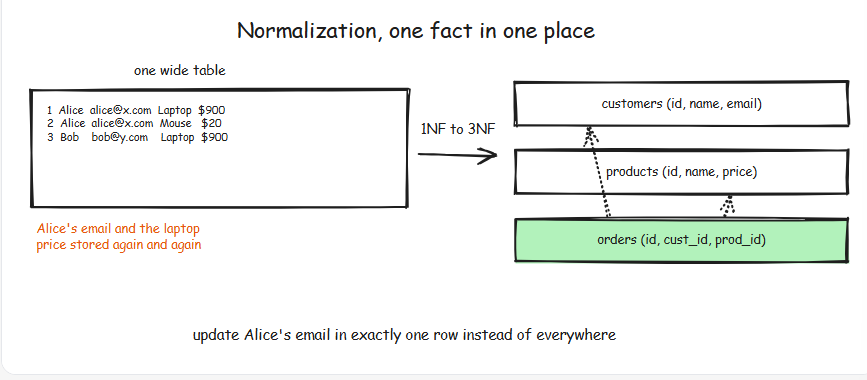 Normalization, one fact in one place
one wide table
1 Alice alice@x.com Laptop $900
2 Alice alice@x.com Mouse $20
3 Bob bob@y.com Laptop $900
Alice's email and the laptop
price stored again and again
1NF to 3NF
customers (id, name, email)
products (id, name, price)
orders (id, cust_id, prod_id)
update Alice's email in exactly one row instead of everywhere